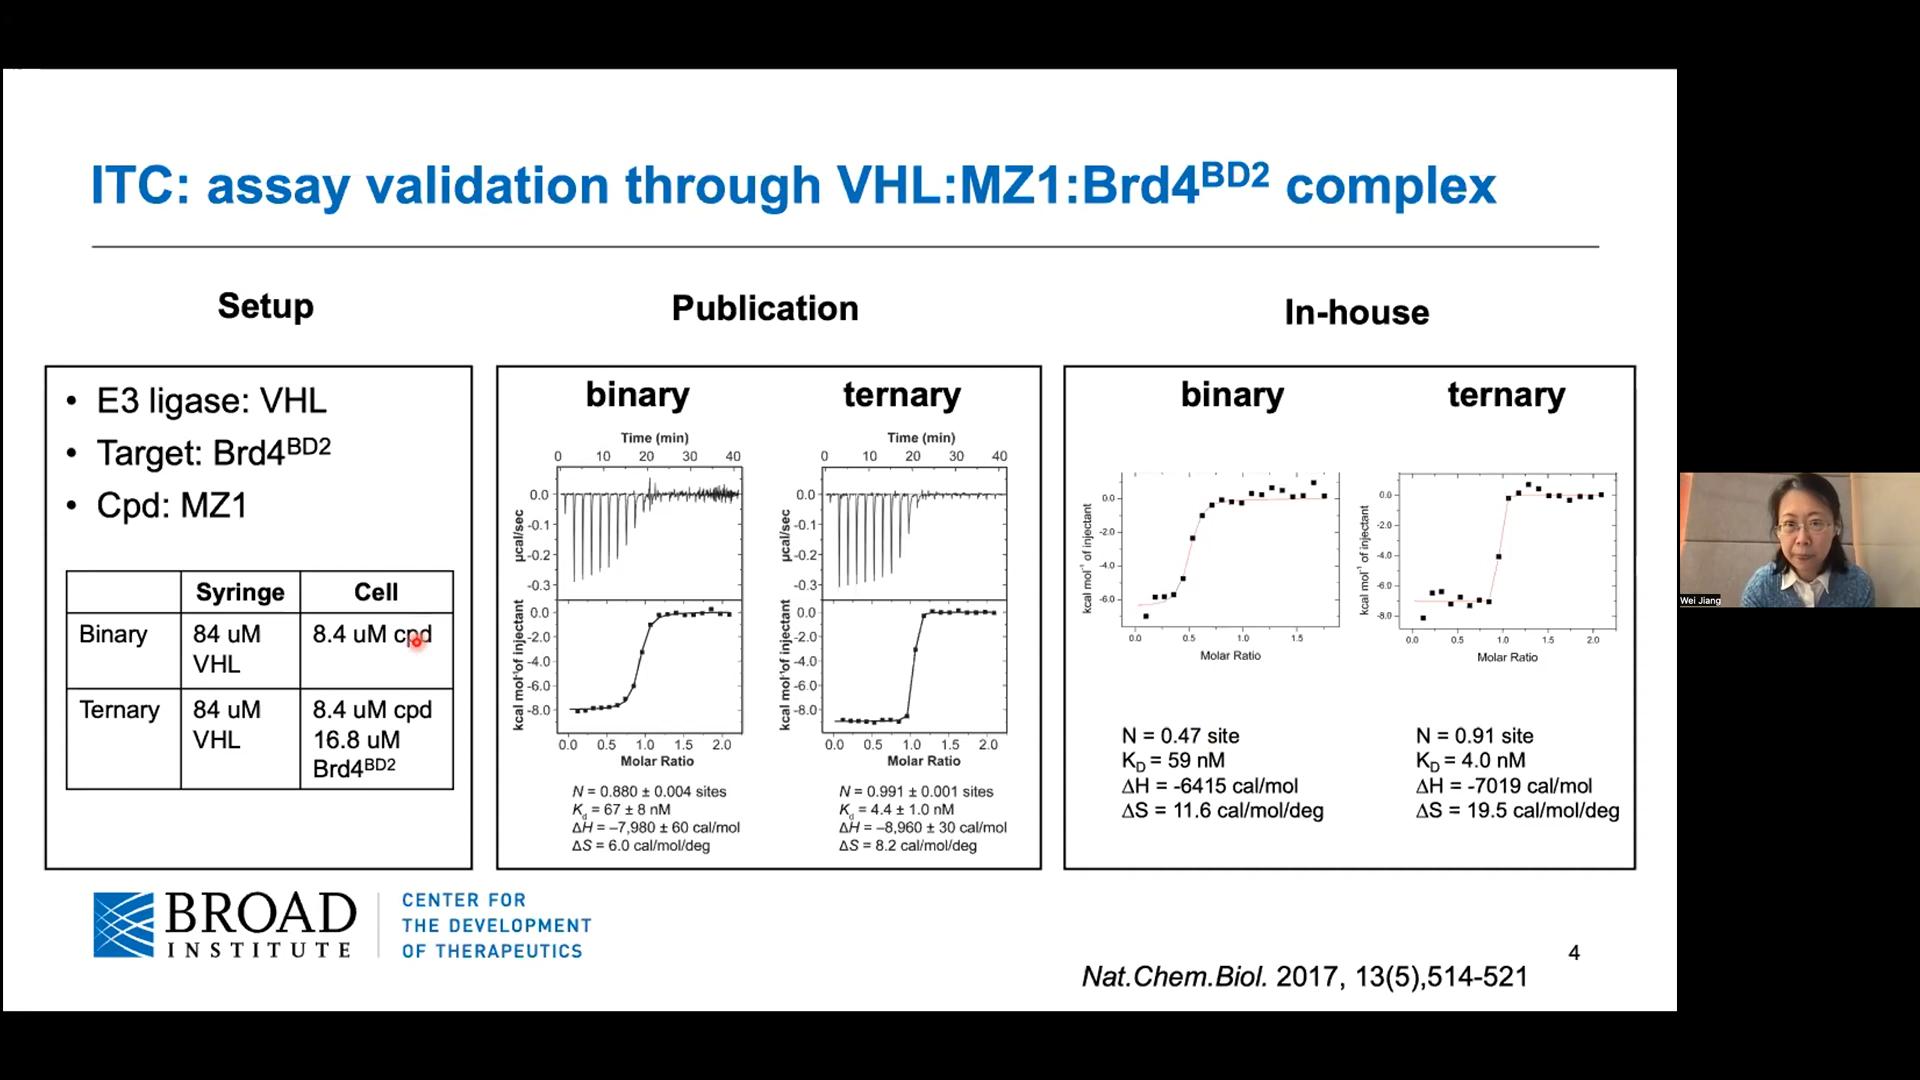 ITC: assay validation through VHL:MZ1:Brd4BD2 complex
Setup
• E3 ligase: VHL
• Target: Brd4BD2
• Cpd: MZ1
Syringe Cell
Binary 84 uM VHL 8.4 uM cpd
Ternary 84 uM VHL 8.4 uM cpd 16.8 uM Brd4BD2
Publication
binary
Time (min)
0 10 20 30 40
0.0
-0.1
-0.2
-0.3
µcal/sec
0.0
-2.0
-4.0
-6.0
-8.0
kcal mol-1of injectant
0.0 0.5 1.0 1.5 2.0
Molar Ratio
N = 0.880 ± 0.004 sites
Kd = 67 ± 8 nM
ΔH = –7,980 ± 60 cal/mol
ΔS = 6.0 cal/mol/deg
ternary
Time (min)
0 10 20 30 40
0.0
-0.1
-0.2
-0.3
µcal/sec
0.0
-2.0
-4.0
-6.0
-8.0
kcal mol-1of injectant
0.0 0.5 1.0 1.5 2.0
Molar Ratio
N = 0.991 ± 0.001 sites
Kd = 4.4 ± 1.0 nM
ΔH = –8,960 ± 30 cal/mol
ΔS = 8.2 cal/mol/deg
In-house
binary
0.0
-2.0
-4.0
-6.0
kcal mol-1 of injectant
0.0 0.5 1.0 1.5
Molar Ratio
N = 0.47 site
KD = 59 nM
ΔH = -6415 cal/mol
ΔS = 11.6 cal/mol/deg
ternary
0.0
-2.0
-4.0
-6.0
-8.0
kcal mol-1 of injectant
0.0 0.5 1.0 1.5 2.0
Molar Ratio
N = 0.91 site
KD = 4.0 nM
ΔH = -7019 cal/mol
ΔS = 19.5 cal/mol/deg
BROAD
INSTITUTE
CENTER FOR
THE DEVELOPMENT
OF THERAPEUTICS
4
Nat.Chem.Biol. 2017, 13(5),514-521
Wei Jiang